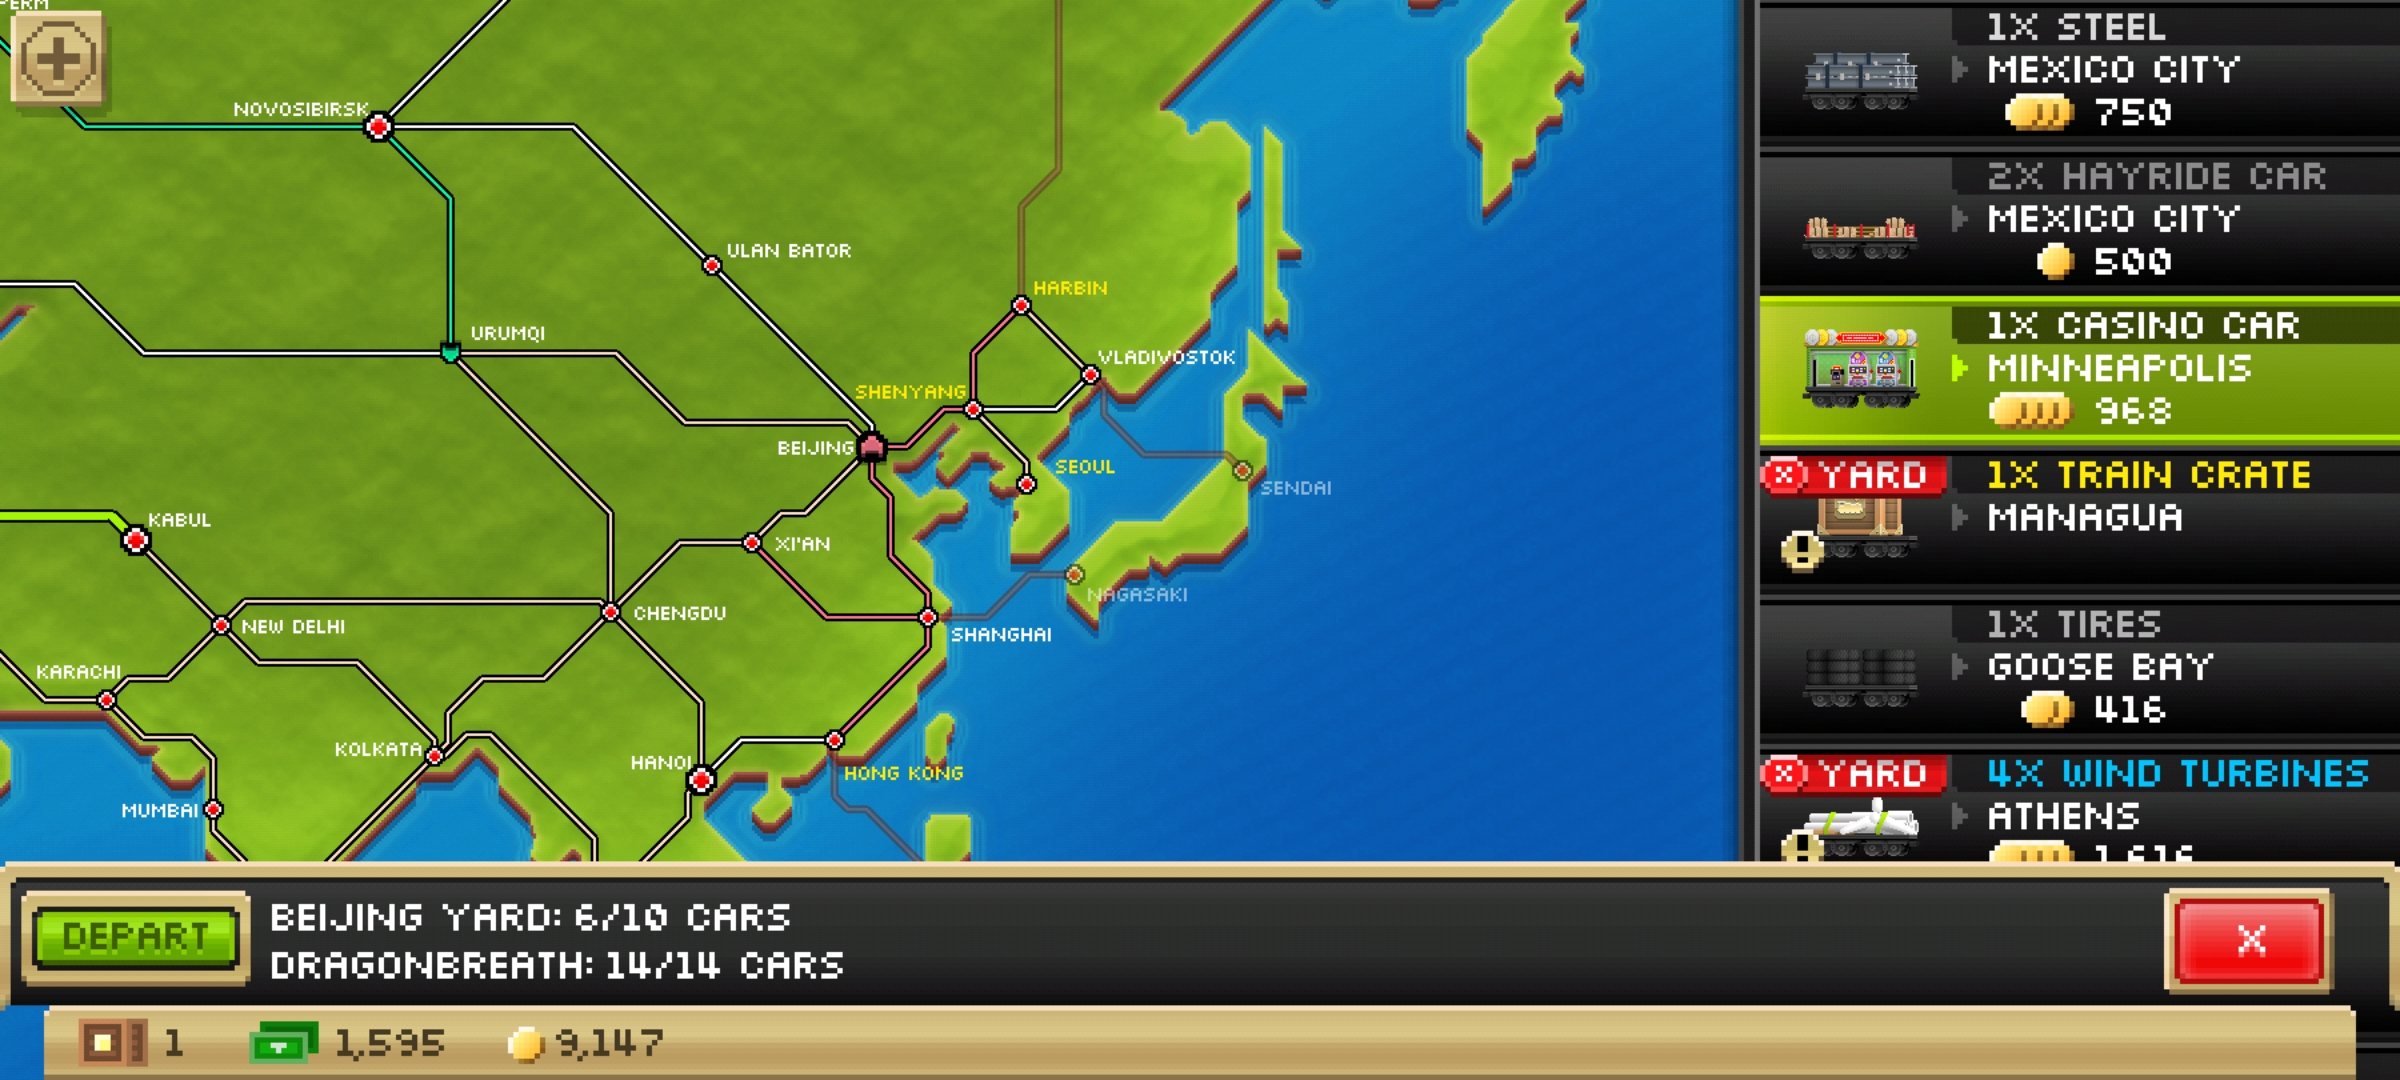 PERM
NOVOSIBIRSK
ULAN BATOR
HARBIN
URUMQI
VLADIVOSTOK
SHENYANG
BEIJING
SEOUL
SENDAI
KABUL
XI'AN
NAGASAKI
NEW DELHI
CHENGDU
SHANGHAI
KARACHI
KOLKATA
HANOI
HONG KONG
MUMBAI
1X STEEL
MEXICO CITY
750
2X HAYRIDE CAR
MEXICO CITY
500
1X CASINO CAR
MINNEAPOLIS
968
YARD
1X TRAIN CRATE
MANAGUA
1X TIRES
GOOSE BAY
416
YARD
4X WIND TURBINES
ATHENS
1,616
DEPART
BEIJING YARD: 6/10 CARS
DRAGONBREATH: 14/14 CARS
X
1
1,595
9,147